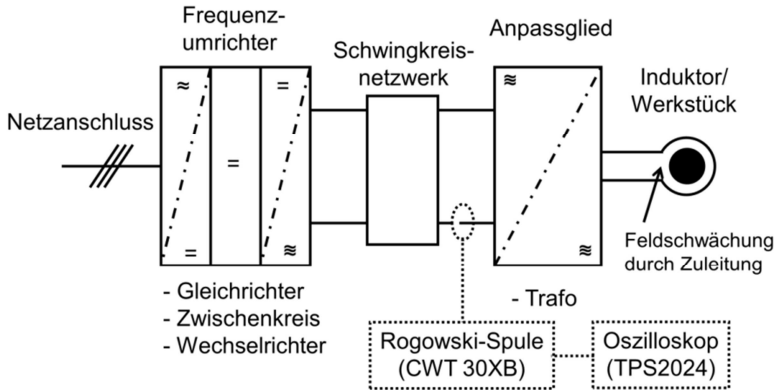 Frequenz-
umrichter
Schwingkreis-
netzwerk
Anpassglied
Induktor/
Werkstück
Netzanschluss
≋
=
=
=
≋
≋
≋
Feldschwächung
durch Zuleitung
- Gleichrichter
- Zwischenkreis
- Wechselrichter
- Trafo
Rogowski-Spule
(CWT 30XB)
Oszilloskop
(TPS2024)